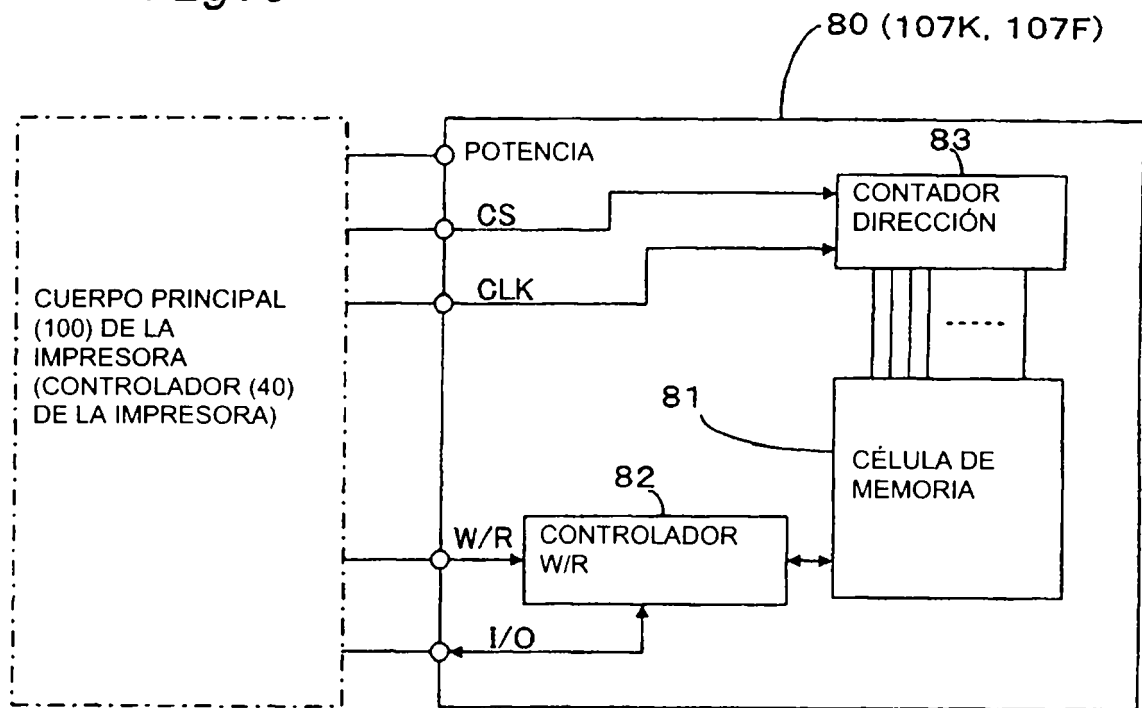 80 (107K, 107F)
POTENCIA
83
CONTADOR
DIRECCIÓN
CS
CLK
CUERPO PRINCIPAL
(100) DE LA
IMPRESORA
(CONTROLADOR (40)
DE LA IMPRESORA)
81
CÉLULA DE
MEMORIA
82
W/R
CONTROLADOR
W/R
I/O